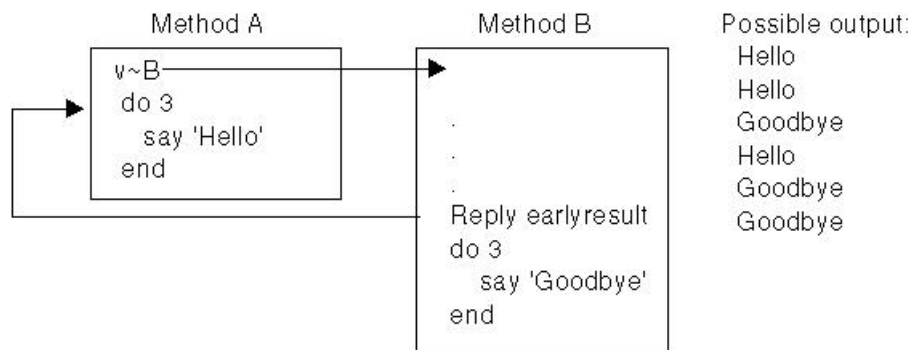 Method A
v~B
do 3
say 'Hello'
end
Method B
.
.
.
Reply earlyresult
do 3
say 'Goodbye'
end
Possible output:
Hello
Hello
Goodbye
Hello
Goodbye
Goodbye